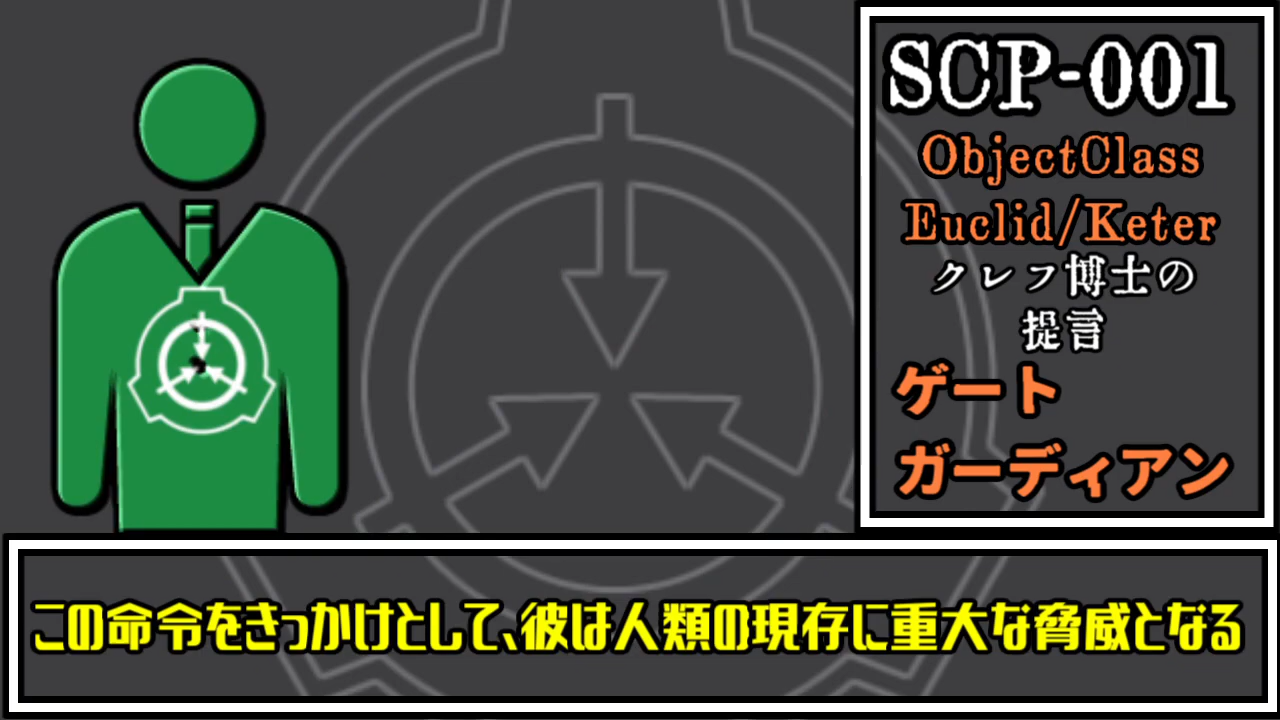 SCP-001
ObjectClass
Euclid/Keter
クレフ博士の
提言
ゲート
ガーディアン
この命令をきっかけとして、彼は人類の現存に重大な脅威となる